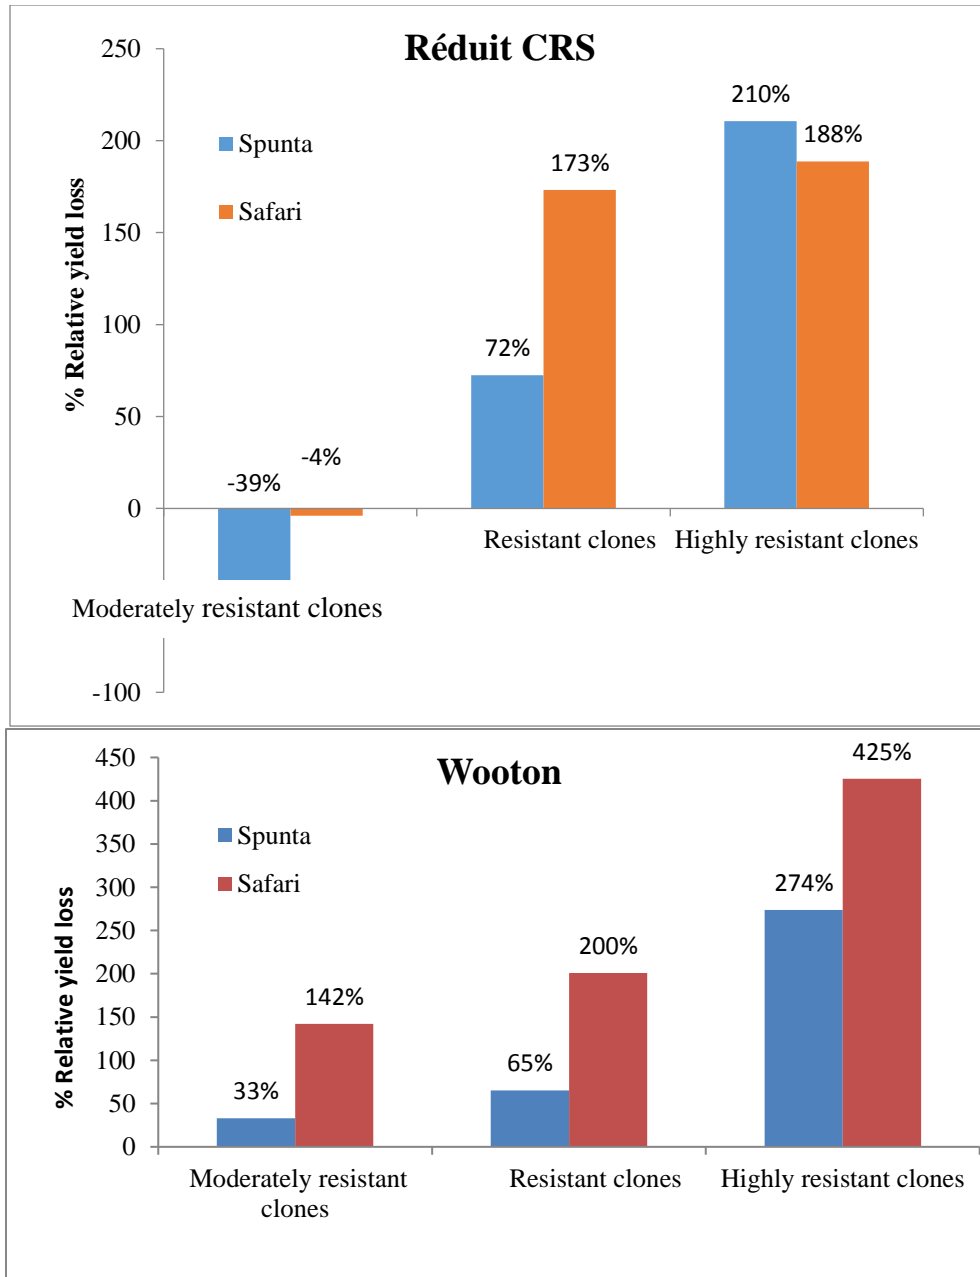 Réduit CRS
250
200
150
100
50
0
-100
% Relative yield loss
Spunta
Safari
-39%
-4%
72%
173%
210%
188%
Moderately resistant clones
Resistant clones
Highly resistant clones
Wooton
450
400
350
300
250
200
150
100
50
0
% Relative yield loss
Spunta
Safari
33%
142%
65%
200%
274%
425%
Moderately resistant
clones
Resistant clones
Highly resistant clones